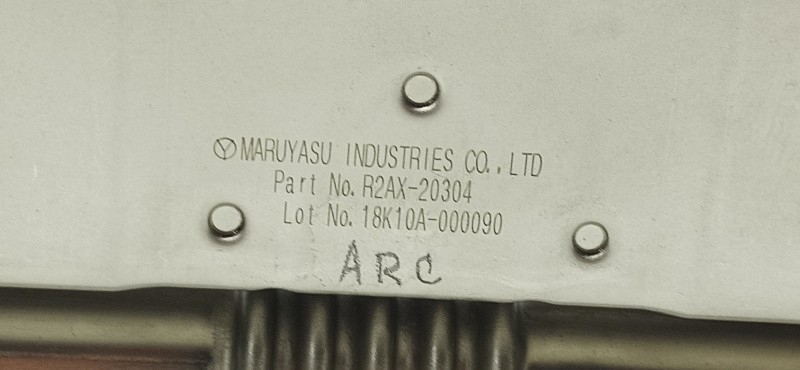 MARUYASU INDUSTRIES CO., LTD
Part No. R2AX-20304
Lot No. 18K10A-000090
ARC